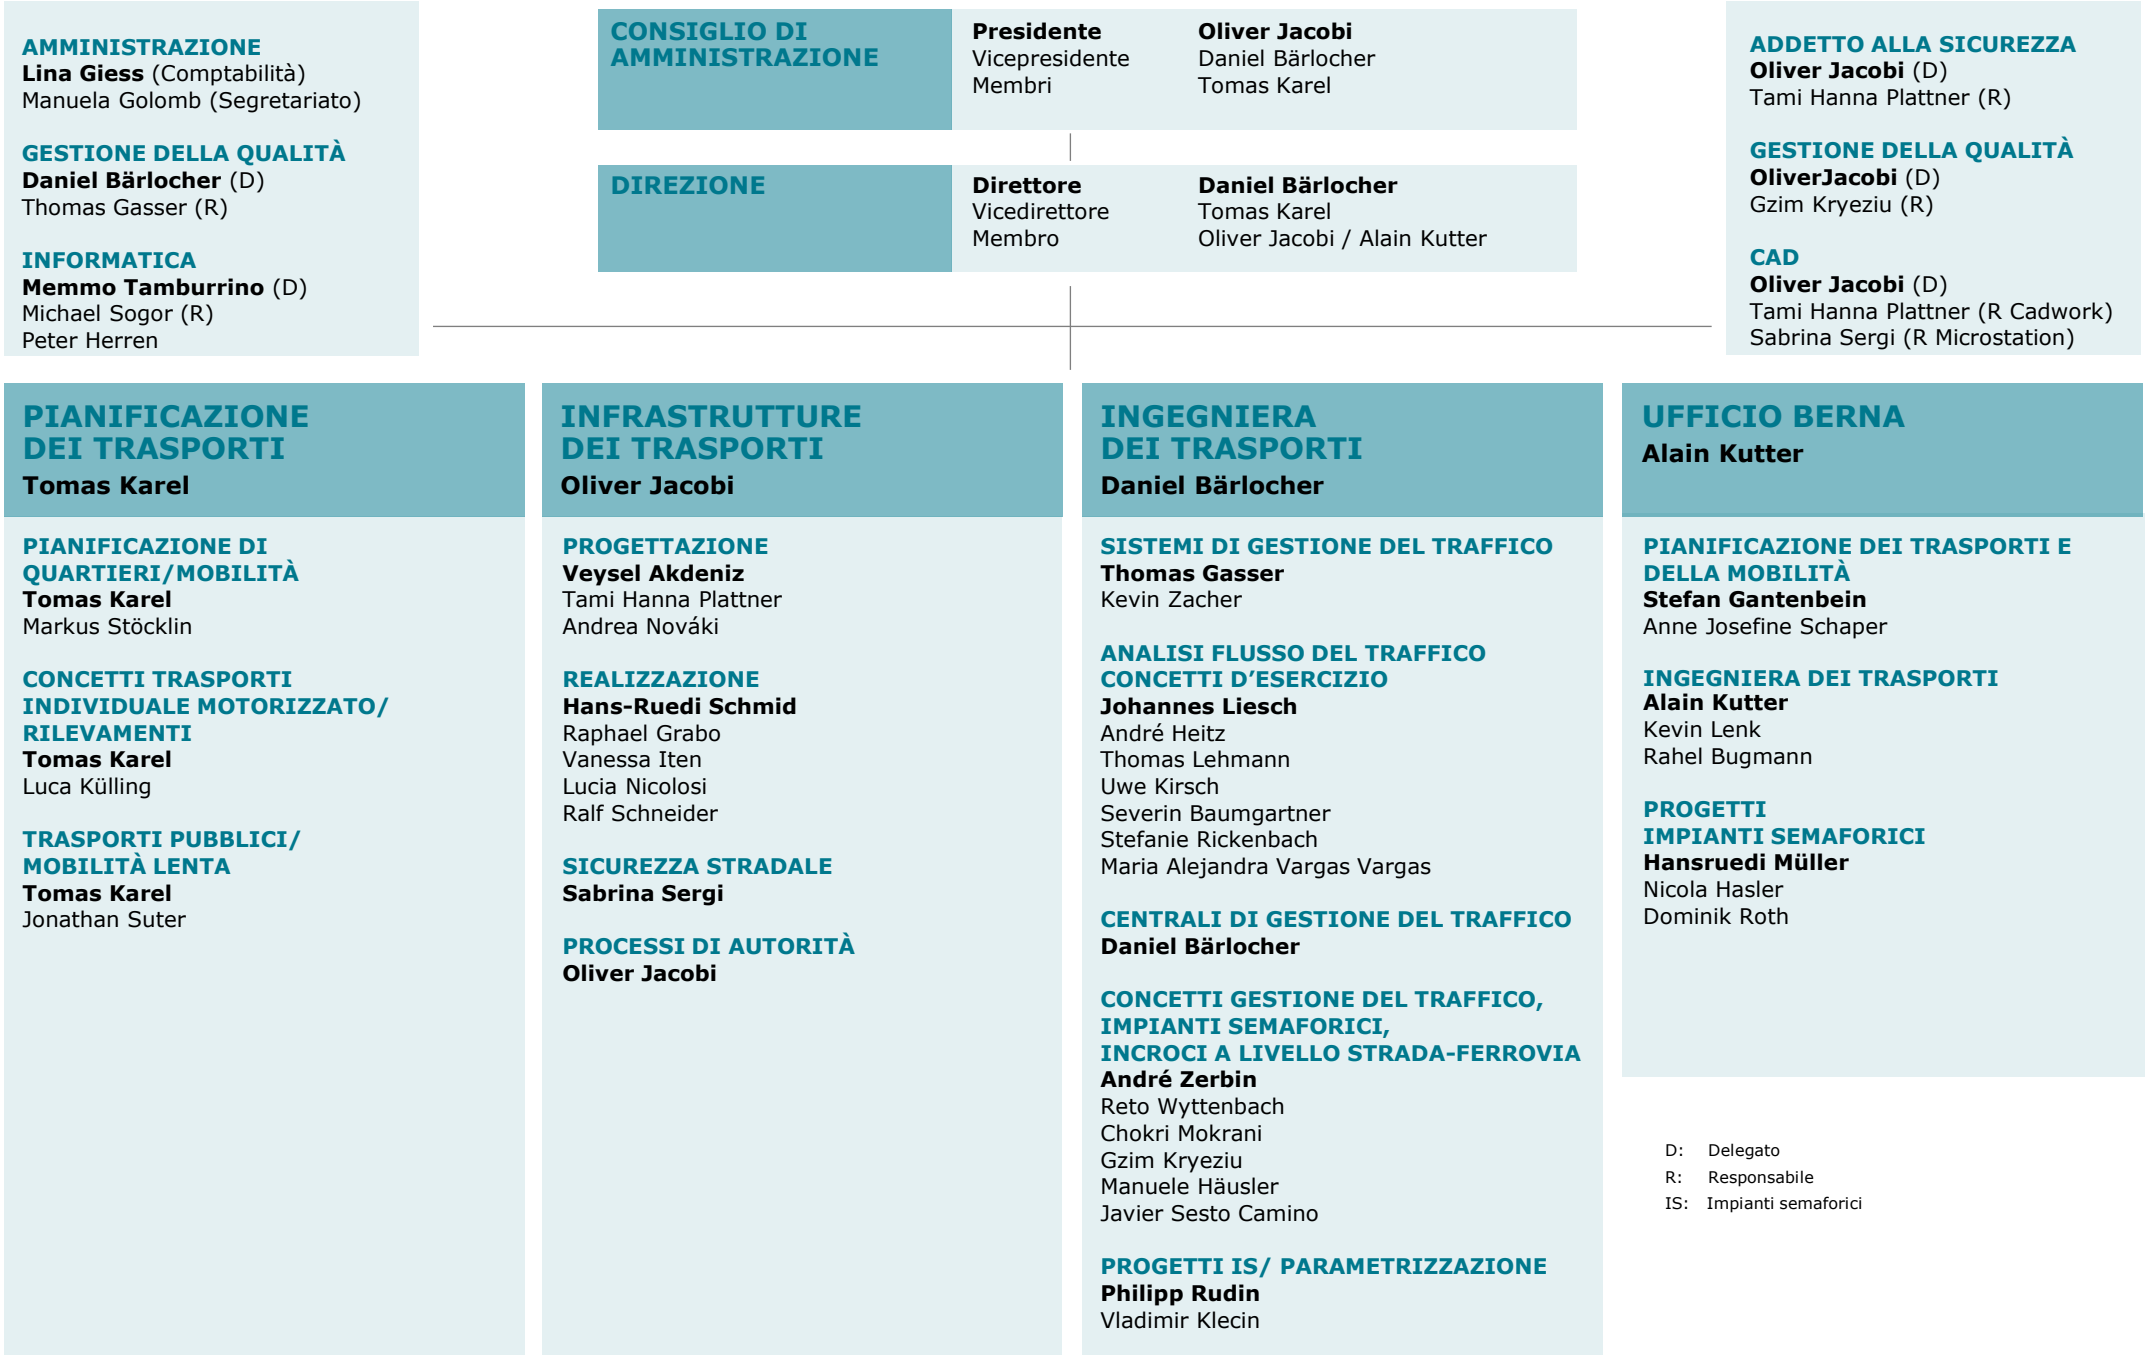 AMMINISTRAZIONE
Lina Giess (Comptabilità)
Manuela Golomb (Segretariato)
GESTIONE DELLA QUALITÀ
Daniel Bärlocher (D)
Thomas Gasser (R)
INFORMATICA
Memmo Tamburrino (D)
Michael Sogor (R)
Peter Herren
CONSIGLIO DI
AMMINISTRAZIONE
Presidente Oliver Jacobi
Vicepresidente Daniel Bärlocher
Membri Tomas Karel
DIREZIONE
Direttore Daniel Bärlocher
Vicedirettore Tomas Karel
Membro Oliver Jacobi / Alain Kutter
ADDETTO ALLA SICUREZZA
Oliver Jacobi (D)
Tami Hanna Plattner (R)
GESTIONE DELLA QUALITÀ
OliverJacobi (D)
Gzim Kryeziu (R)
CAD
Oliver Jacobi (D)
Tami Hanna Plattner (R Cadwork)
Sabrina Sergi (R Microstation)
PIANIFICAZIONE
DEI TRASPORTI
Tomas Karel
PIANIFICAZIONE DI
QUARTIERI/MOBILITÀ
Tomas Karel
Markus Stöcklin
CONCETTI TRASPORTI
INDIVIDUALE MOTORIZZATO/
RILEVAMENTI
Tomas Karel
Luca Külling
TRASPORTI PUBBLICI/
MOBILITÀ LENTA
Tomas Karel
Jonathan Suter
INFRASTRUTTURE
DEI TRASPORTI
Oliver Jacobi
PROGETTAZIONE
Veysel Akdeniz
Tami Hanna Plattner
Andrea Nováki
REALIZZAZIONE
Hans-Ruedi Schmid
Raphael Grabo
Vanessa Iten
Lucia Nicolosi
Ralf Schneider
SICUREZZA STRADALE
Sabrina Sergi
PROCESSI DI AUTORITÀ
Oliver Jacobi
INGEGNIERA
DEI TRASPORTI
Daniel Bärlocher
SISTEMI DI GESTIONE DEL TRAFFICO
Thomas Gasser
Kevin Zacher
ANALISI FLUSSO DEL TRAFFICO
CONCETTI D’ESERCIZIO
Johannes Liesch
André Heitz
Thomas Lehmann
Uwe Kirsch
Severin Baumgartner
Stefanie Rickenbach
Maria Alejandra Vargas Vargas
CENTRALI DI GESTIONE DEL TRAFFICO
Daniel Bärlocher
CONCETTI GESTIONE DEL TRAFFICO,
IMPIANTI SEMAFORICI,
INCROCI A LIVELLO STRADA-FERROVIA
André Zerbin
Reto Wyttenbach
Chokri Mokrani
Gzim Kryeziu
Manuele Häusler
Javier Sesto Camino
PROGETTI IS/ PARAMETRIZZAZIONE
Philipp Rudin
Vladimir Klecin
UFFICIO BERNA
Alain Kutter
PIANIFICAZIONE DEI TRASPORTI E
DELLA MOBILITÀ
Stefan Gantenbein
Anne Josefine Schaper
INGEGNIERA DEI TRASPORTI
Alain Kutter
Kevin Lenk
Rahel Bugmann
PROGETTI
IMPIANTI SEMAFORICI
Hansruedi Müller
Nicola Hasler
Dominik Roth
D: Delegato
R: Responsabile
IS: Impianti semaforici